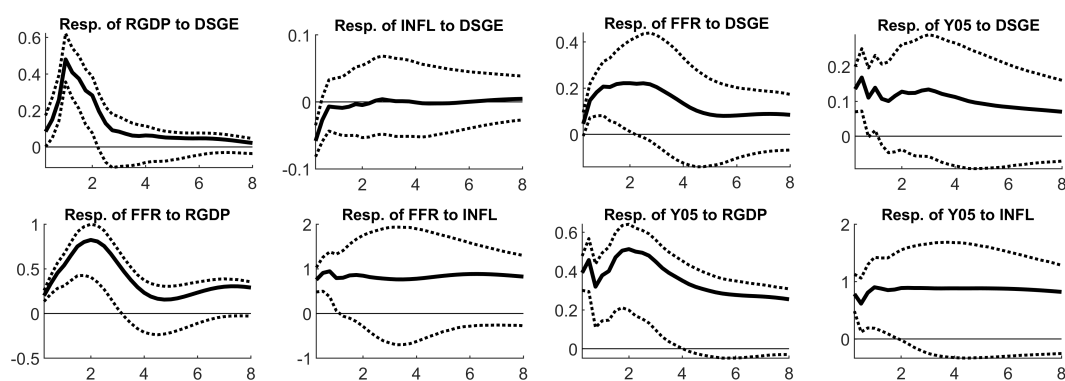 Resp. of RGDP to DSGE
0.6
0.4
0.2
0
2 4 6 8
Resp. of INFL to DSGE
0.1
0
-0.1
2 4 6 8
Resp. of FFR to DSGE
0.4
0.2
0
2 4 6 8
Resp. of Y05 to DSGE
0.2
0.1
0
2 4 6 8
Resp. of FFR to RGDP
1
0.5
0
-0.5
2 4 6 8
Resp. of FFR to INFL
2
1
0
-1
2 4 6 8
Resp. of Y05 to RGDP
0.6
0.4
0.2
0
2 4 6 8
Resp. of Y05 to INFL
2
1
0
2 4 6 8